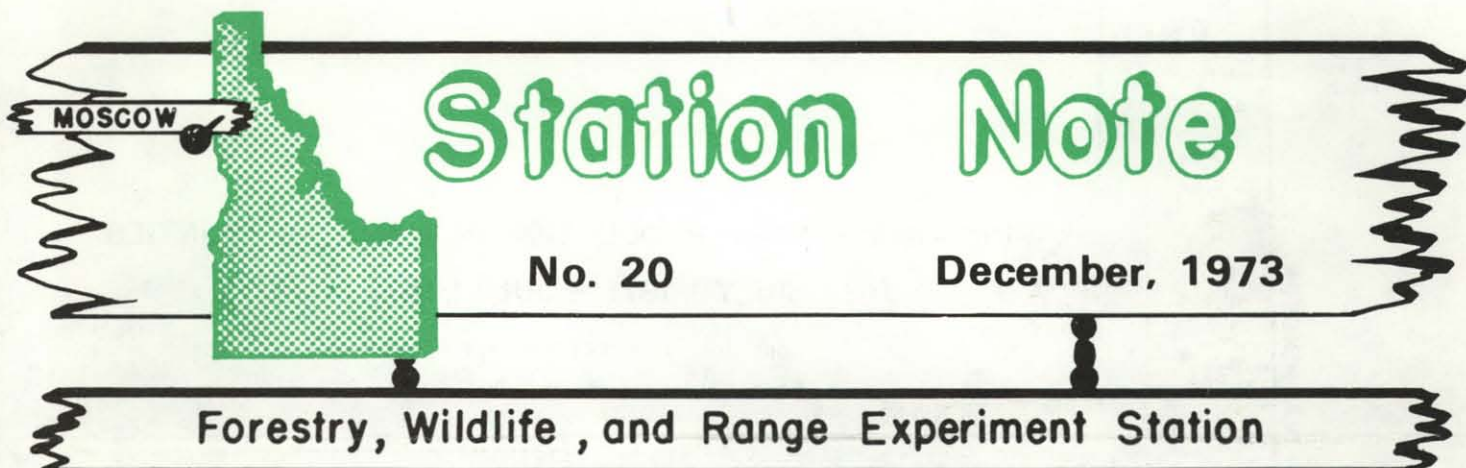 MOSCOW
Station Note
No. 20 December, 1973
Forestry, Wildlife, and Range Experiment Station